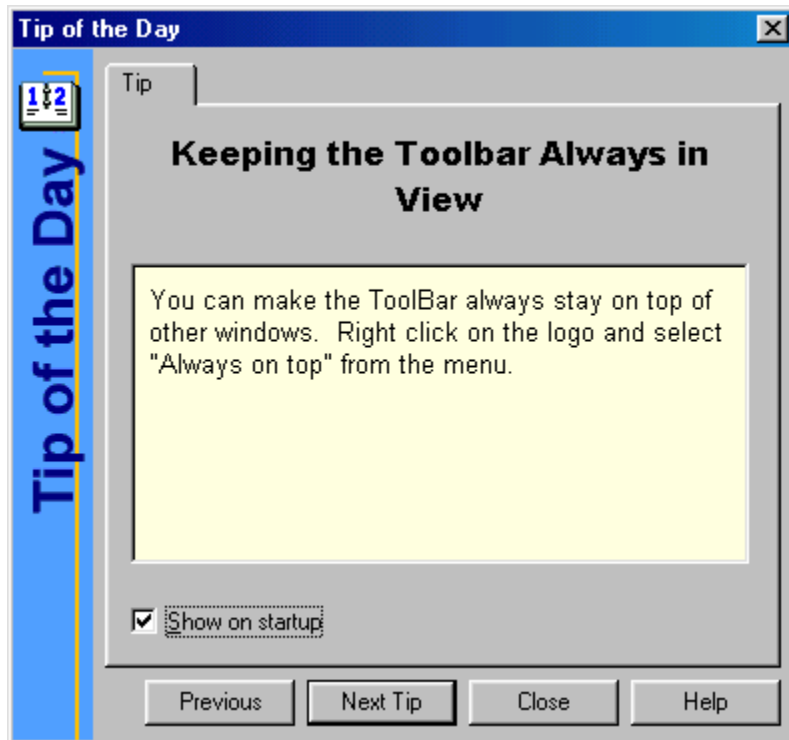 Tip of the Day
1 2
Tip of the Day
Tip
Keeping the Toolbar Always in
View
You can make the ToolBar always stay on top of
other windows.  Right click on the logo and select
"Always on top" from the menu.
Show on startup
Previous Next Tip Close Help